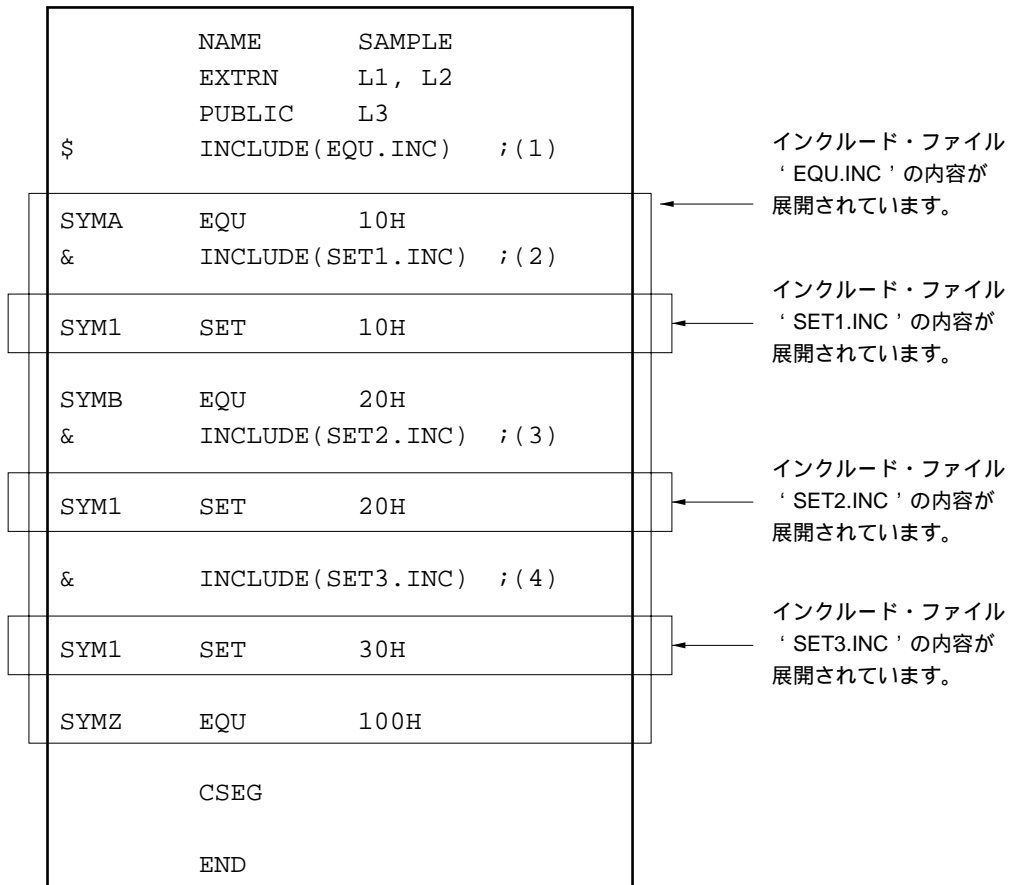 NAME SAMPLE
EXTRN L1, L2
PUBLIC L3
$ INCLUDE(EQU.INC) ;(1)
インクルード・ファイル
‘EQU.INC’の内容が
展開されています。
SYMA EQU 10H
& INCLUDE(SET1.INC) ;(2)
インクルード・ファイル
‘SET1.INC’の内容が
展開されています。
SYM1 SET 10H
SYMB EQU 20H
& INCLUDE(SET2.INC) ;(3)
インクルード・ファイル
‘SET2.INC’の内容が
展開されています。
SYM1 SET 20H
& INCLUDE(SET3.INC) ;(4)
インクルード・ファイル
‘SET3.INC’の内容が
展開されています。
SYM1 SET 30H
SYMZ EQU 100H
CSEG
END